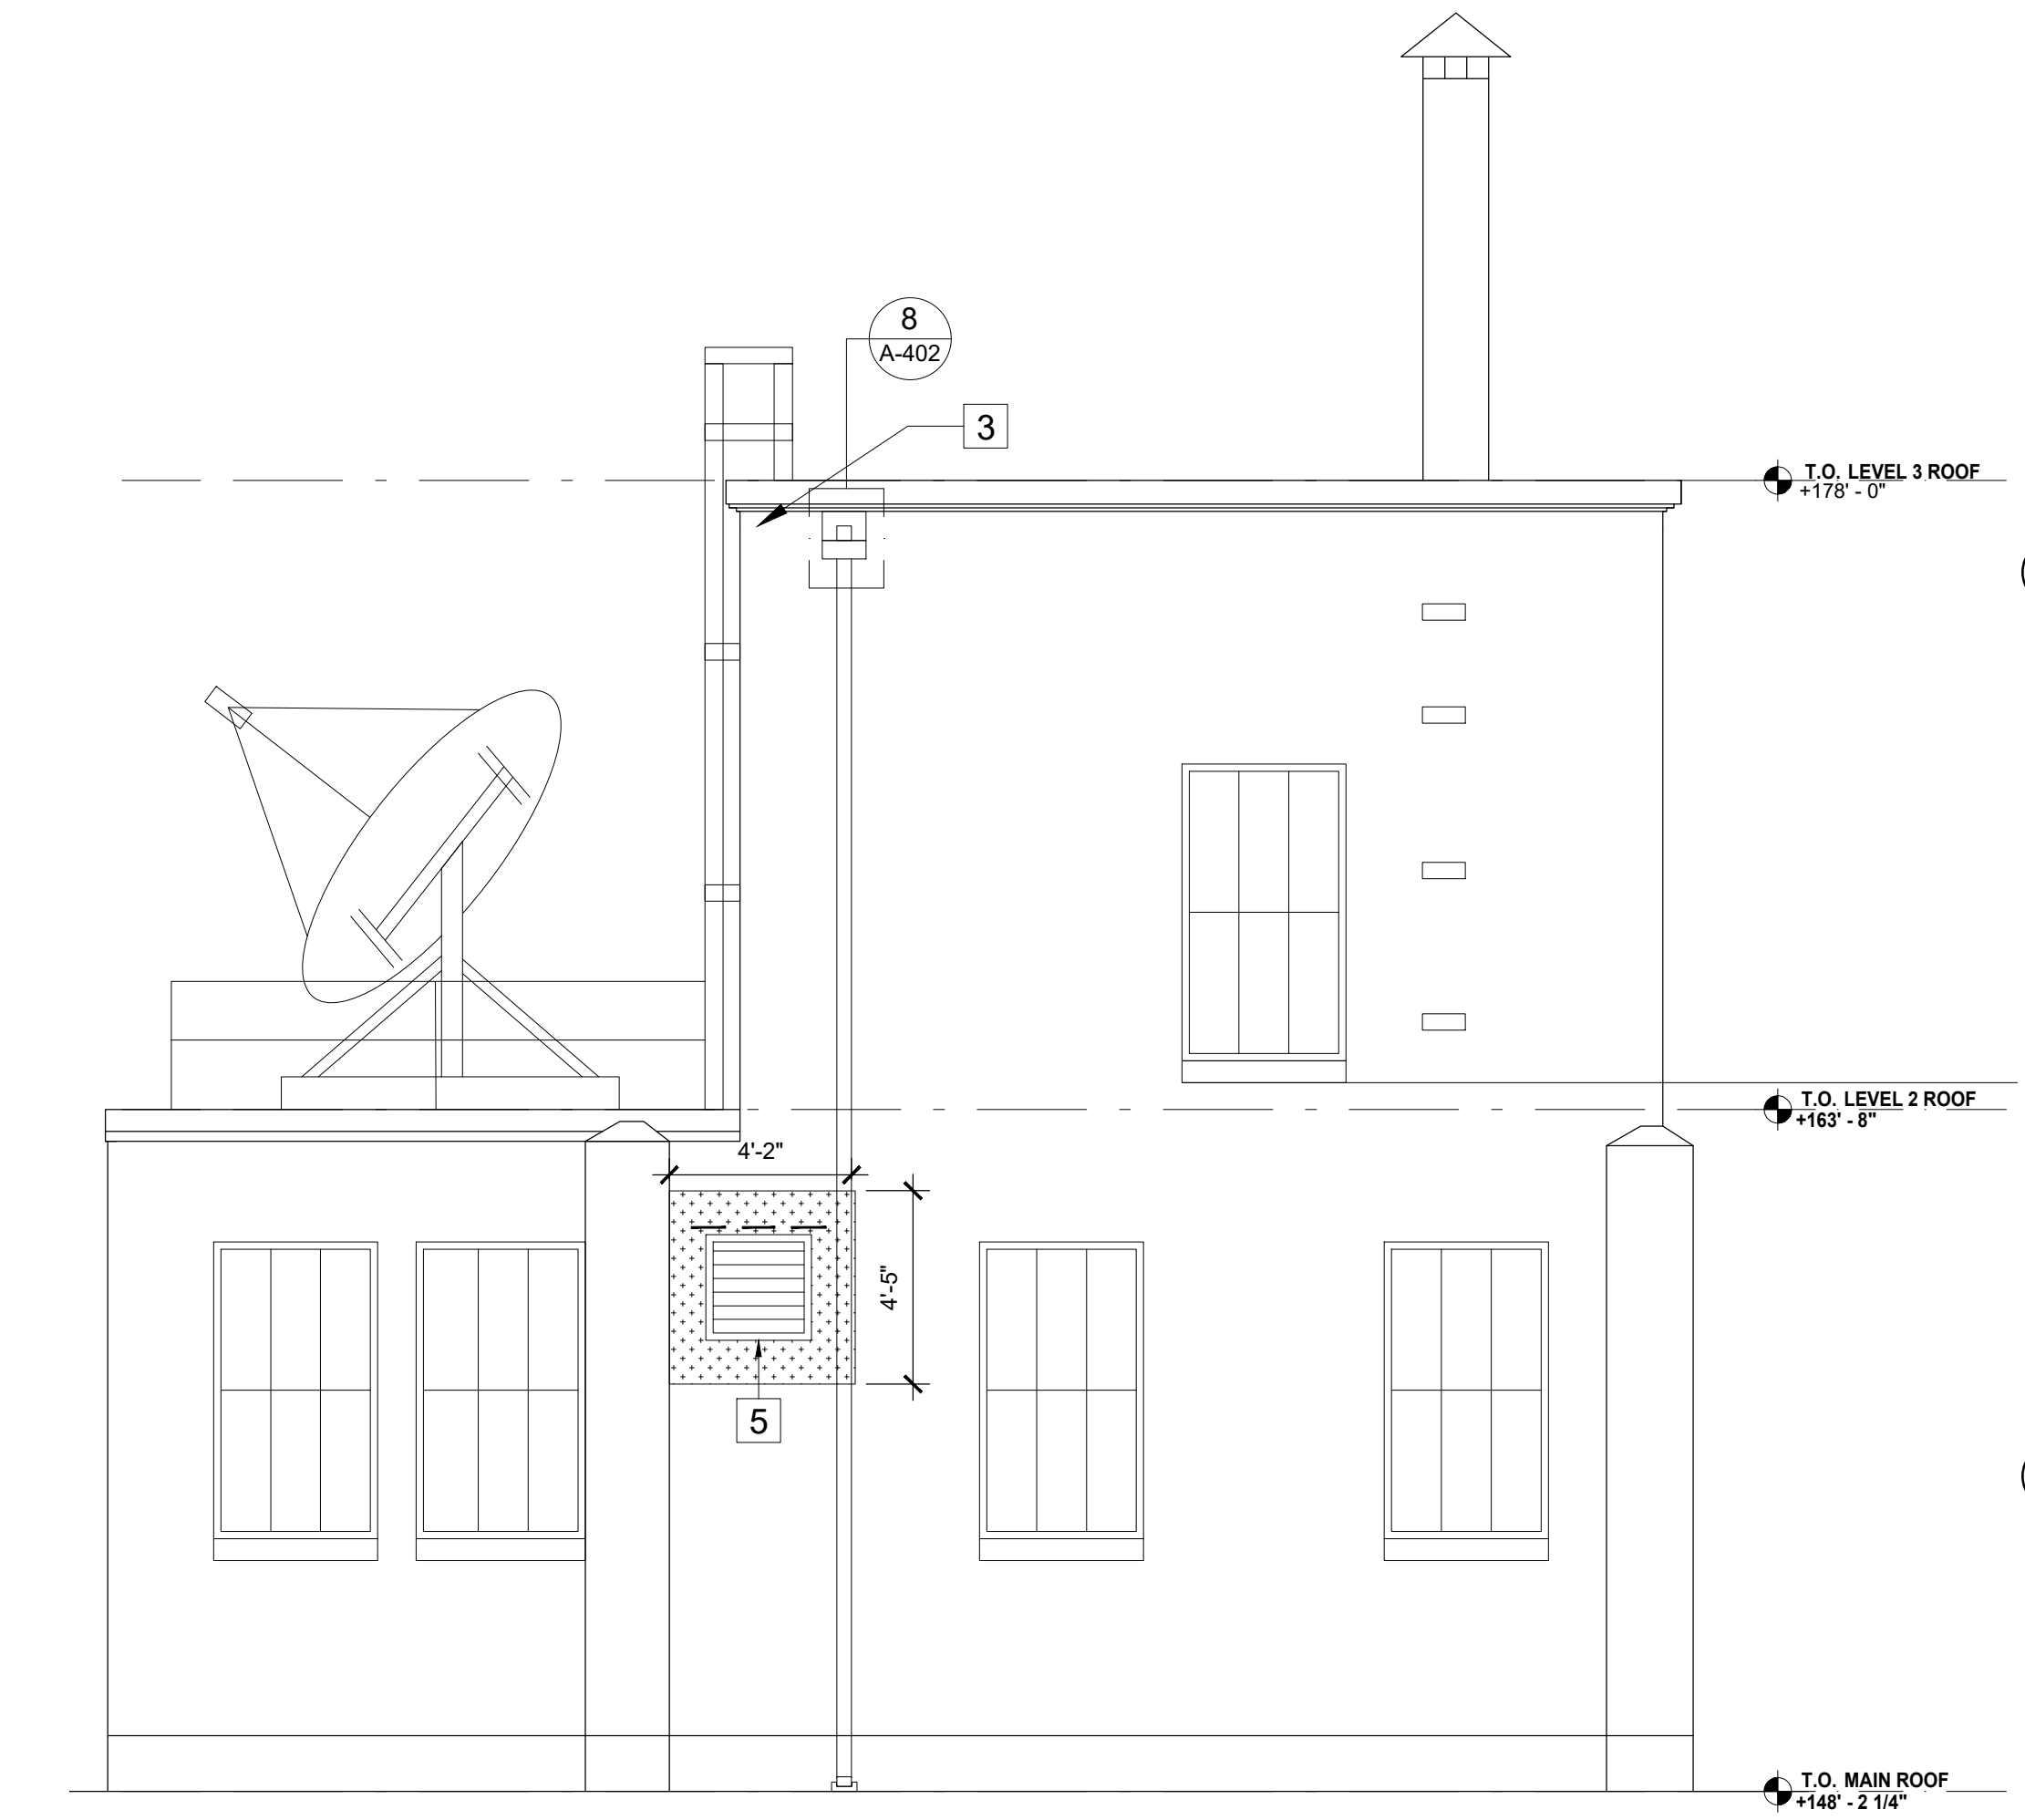 8
A-402
3
T.O. LEVEL 3 ROOF
+178' - 0"
T.O. LEVEL 2 ROOF
+163' - 8"
4'-2"
4'-5"
5
T.O. MAIN ROOF
+148' - 2 1/4"